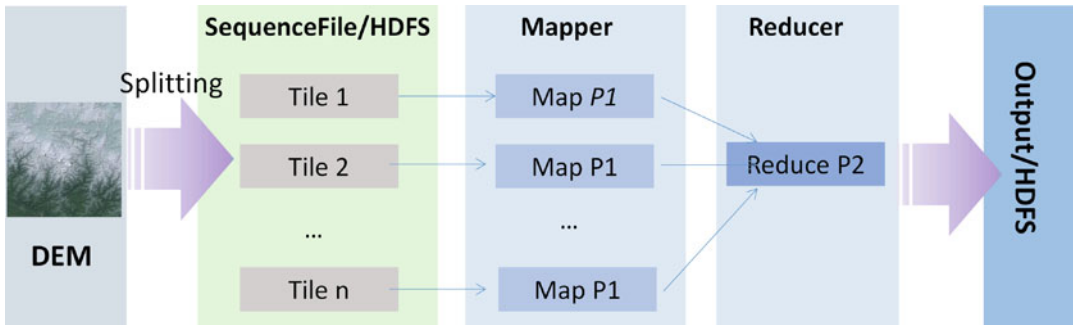 DEM
Splitting
SequenceFile/HDFS
Tile 1
Tile 2
...
Tile n
Mapper
Map P1
Map P1
...
Map P1
Reducer
Reduce P2
Output/HDFS